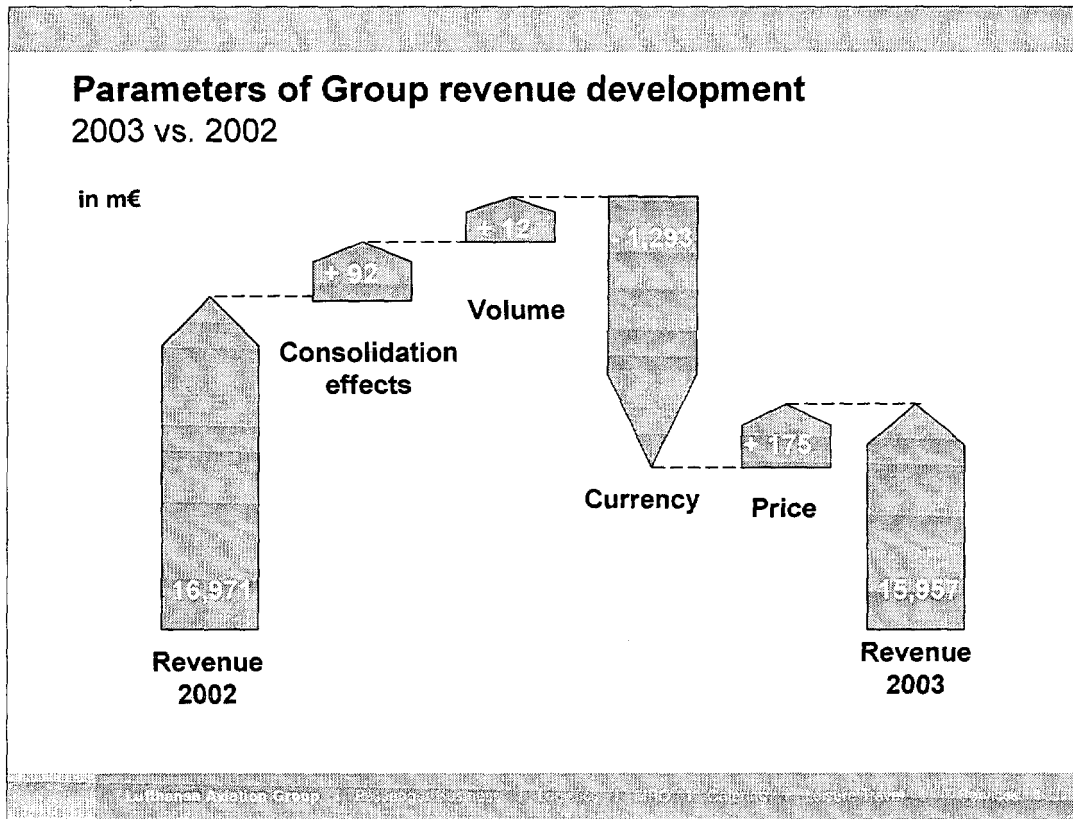 Parameters of Group revenue development
2003 vs. 2002
in m€
+ 12
- 1,293
+ 92
Volume
Consolidation
effects
+ 175
Currency
Price
16,971
15,957
Revenue
2002
Revenue
2003
Lufthansa Aviation Group